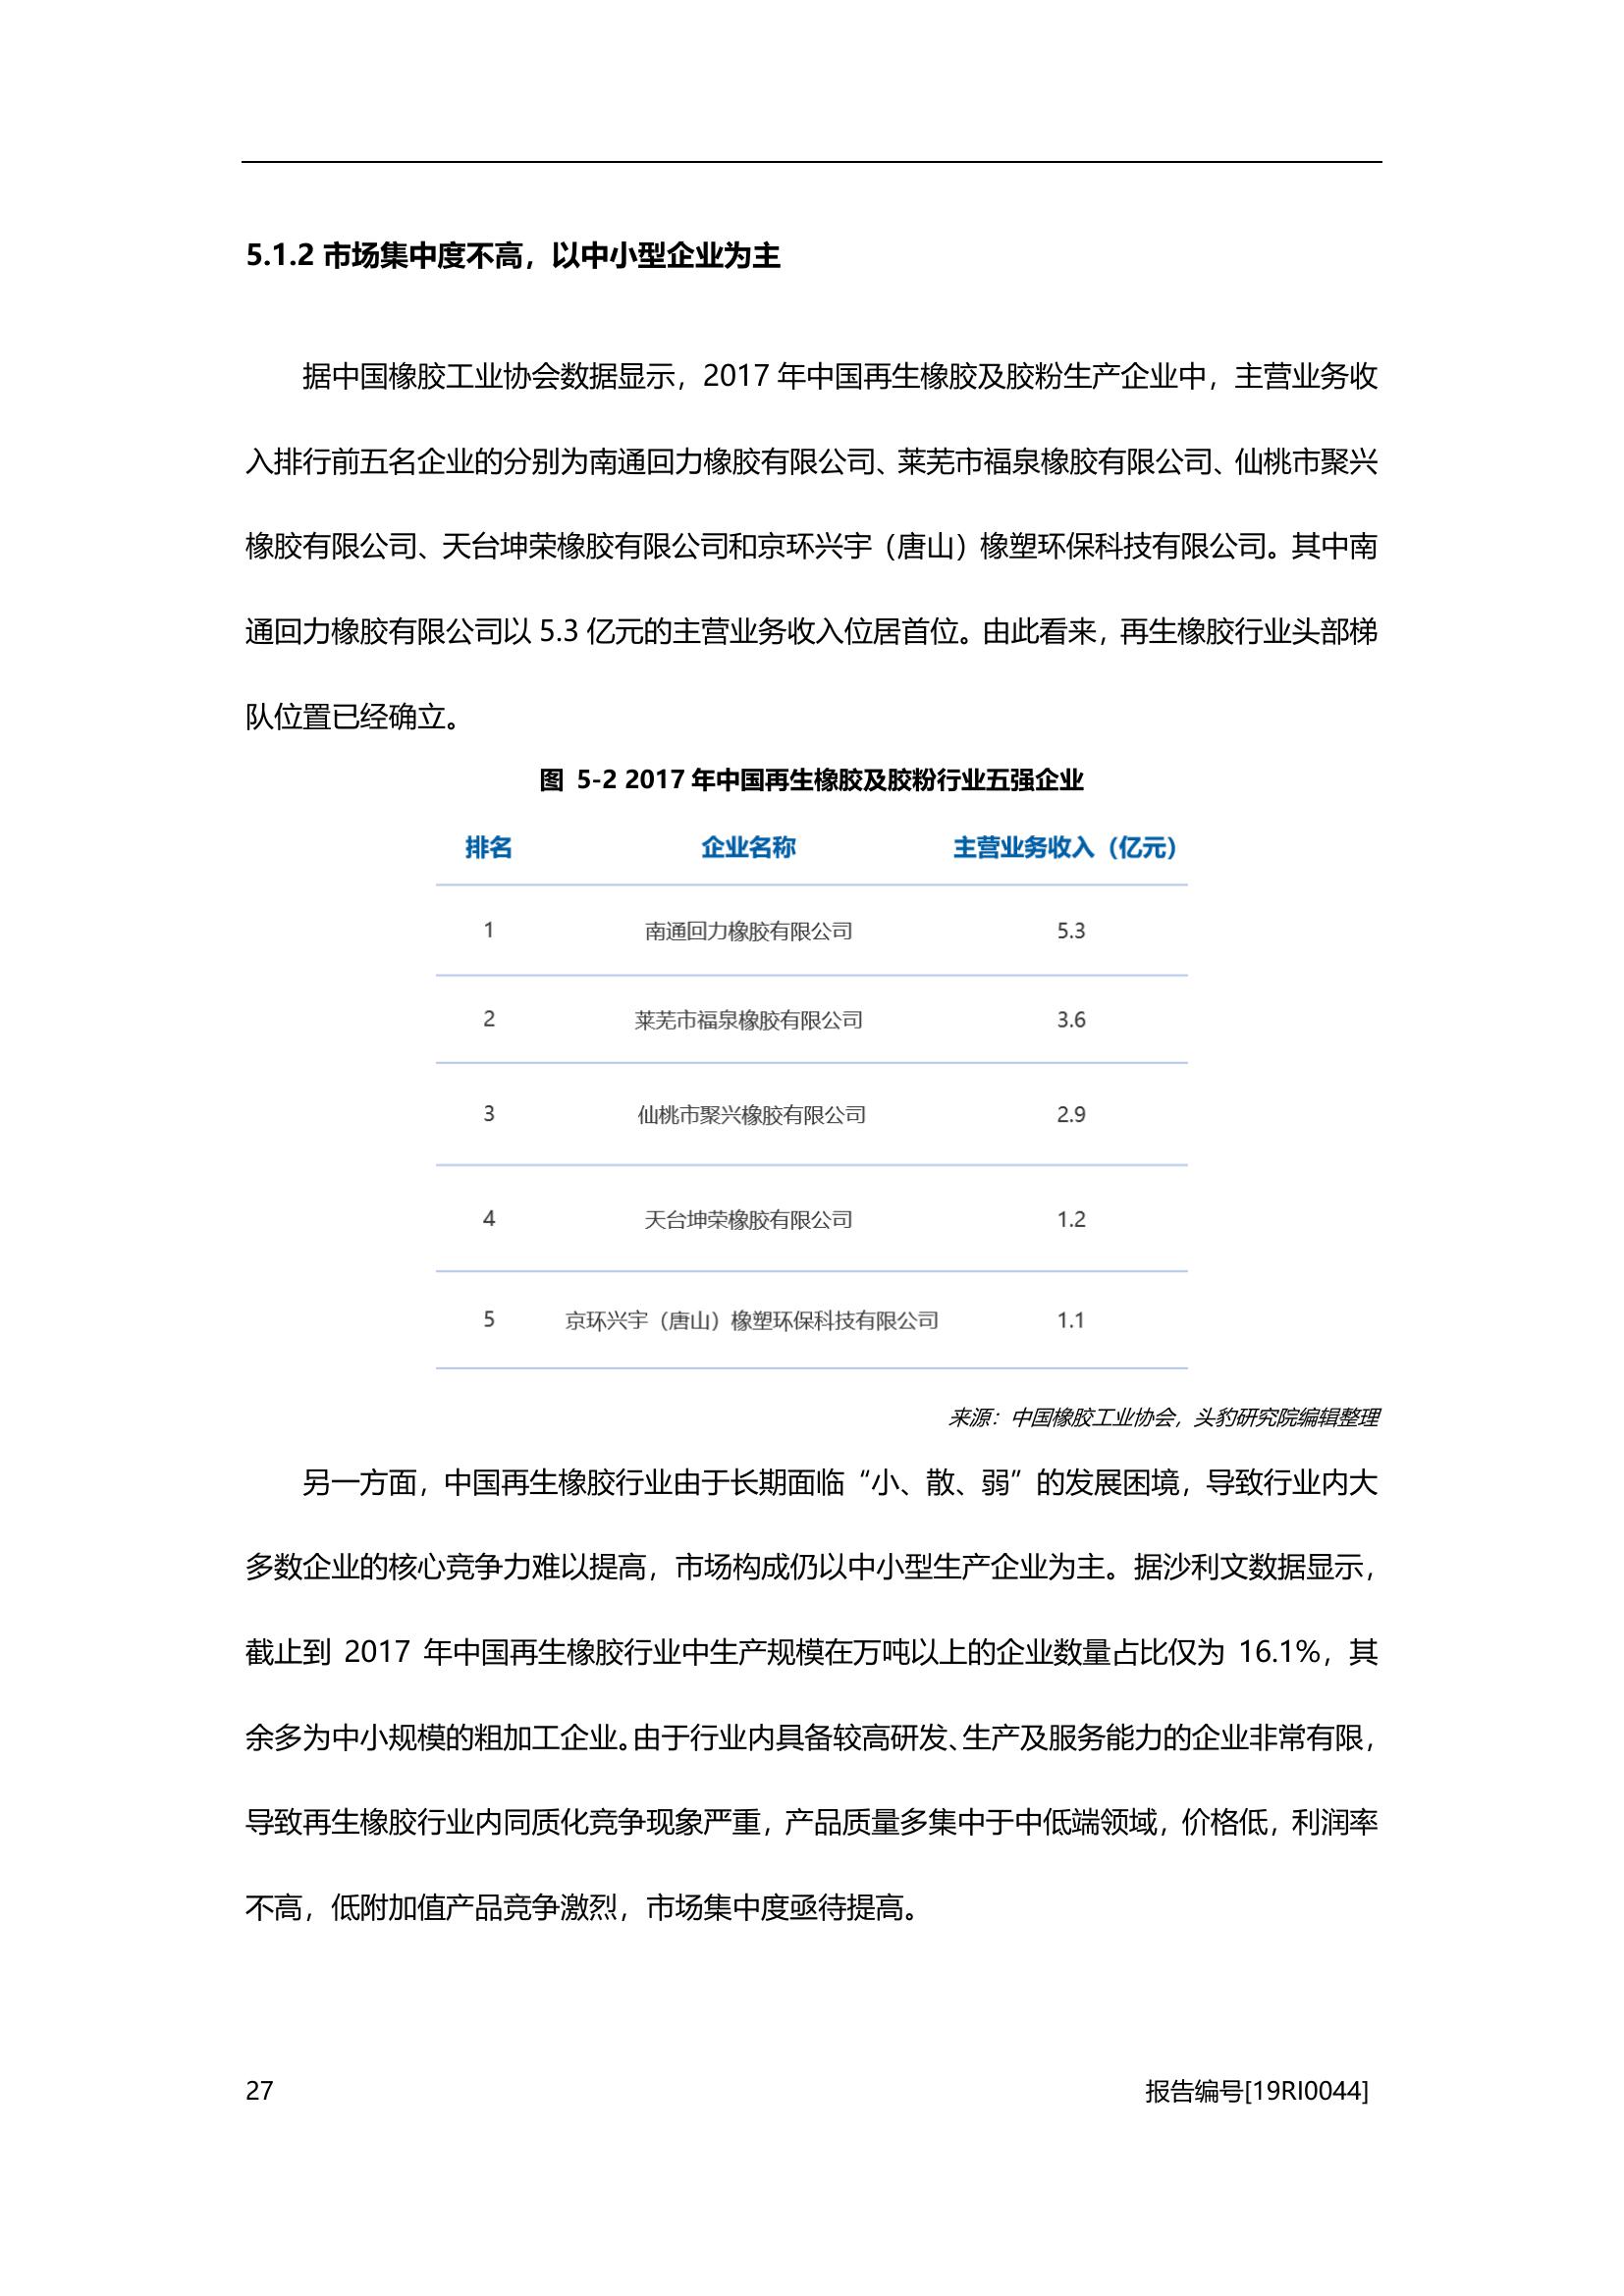 5.1.2 市场集中度不高，以中小型企业为主
据中国橡胶工业协会数据显示，2017 年中国再生橡胶及胶粉生产企业中，主营业务收
入排行前五名企业的分别为南通回力橡胶有限公司、莱芜市福泉橡胶有限公司、仙桃市聚兴
橡胶有限公司、天台坤荣橡胶有限公司和京环兴宇（唐山）橡塑环保科技有限公司。其中南
通回力橡胶有限公司以 5.3 亿元的主营业务收入位居首位。由此看来，再生橡胶行业头部梯
队位置已经确立。
图 5-2 2017 年中国再生橡胶及胶粉行业五强企业
排名 企业名称 主营业务收入（亿元）
1 南通回力橡胶有限公司 5.3
2 莱芜市福泉橡胶有限公司 3.6
3 仙桃市聚兴橡胶有限公司 2.9
4 天台坤荣橡胶有限公司 1.2
5 京环兴宇（唐山）橡塑环保科技有限公司 1.1
来源：中国橡胶工业协会，头豹研究院编辑整理
另一方面，中国再生橡胶行业由于长期面临“小、散、弱”的发展困境，导致行业内大
多数企业的核心竞争力难以提高，市场构成仍以中小型生产企业为主。据沙利文数据显示，
截止到 2017 年中国再生橡胶行业中生产规模在万吨以上的企业数量占比仅为 16.1%，其
余多为中小规模的粗加工企业。由于行业内具备较高研发、生产及服务能力的企业非常有限，
导致再生橡胶行业内同质化竞争现象严重，产品质量多集中于中低端领域，价格低，利润率
不高，低附加值产品竞争激烈，市场集中度亟待提高。
27 报告编号[19RI0044]